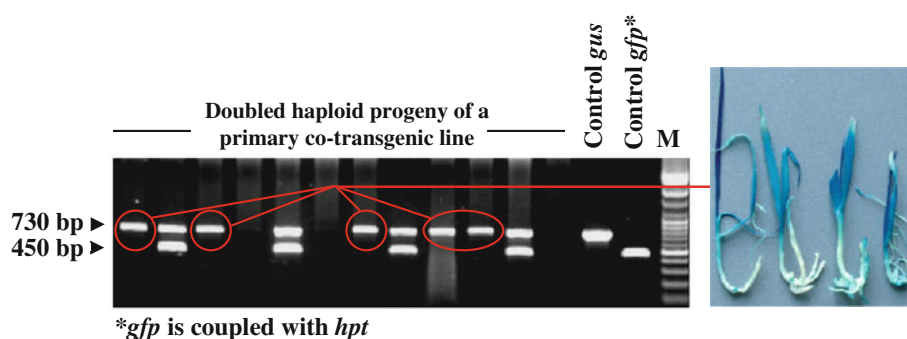 Doubled haploid progeny of a
primary co-transgenic line
Control gus
Control gfp*
M
730 bp ►
450 bp ►
*gfp is coupled with hpt